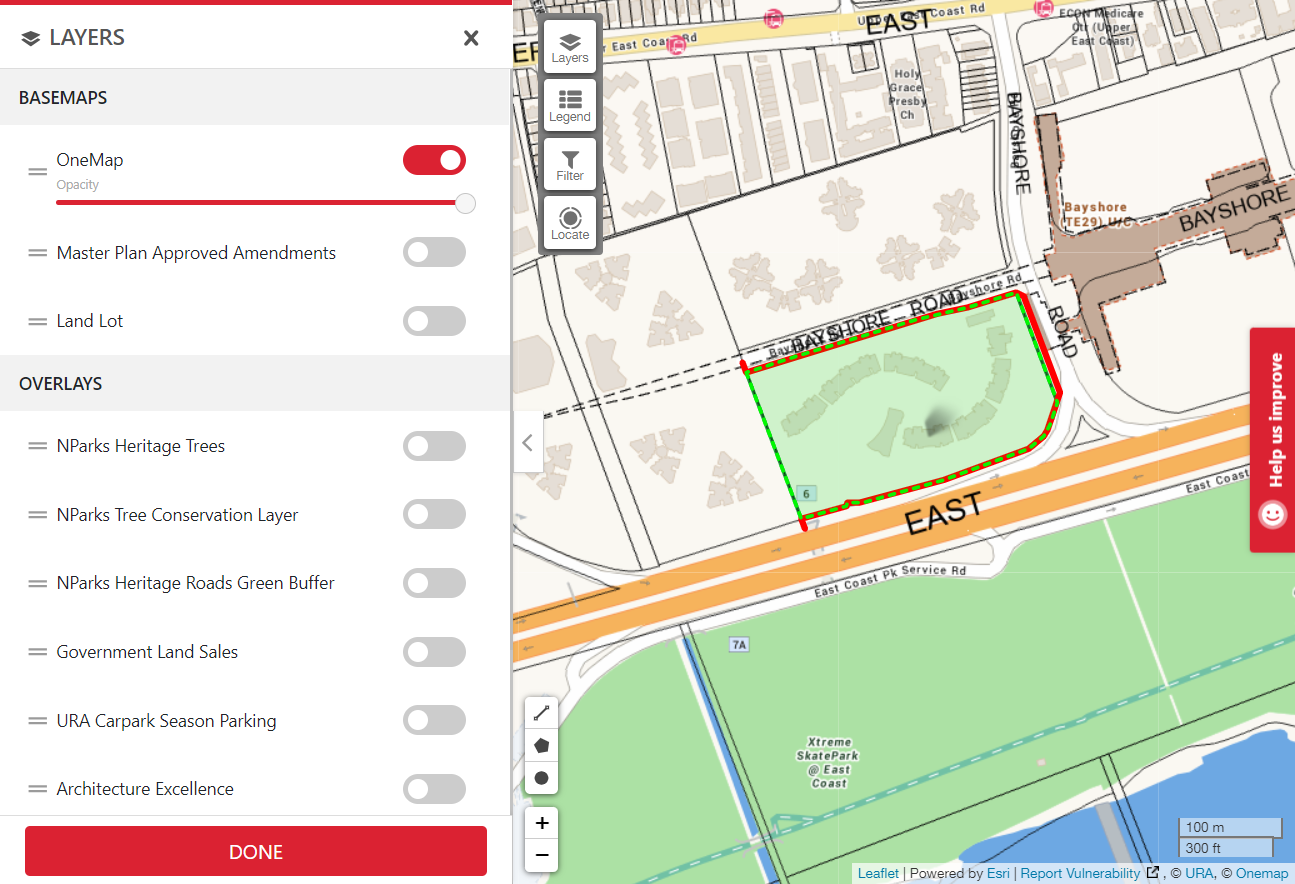 LAYERS
BASEMAPS
OneMap
Opacity
Master Plan Approved Amendments
Land Lot
OVERLAYS
NParks Heritage Trees
NParks Tree Conservation Layer
NParks Heritage Roads Green Buffer
Government Land Sales
URA Carpark Season Parking
Architecture Excellence
DONE
Layers
Legend
Filter
Locate
EAST
ECON Medicare
Ctr (Upper
East Coast)
Holy
Grace
Presby
Ch
BAYSHORE
Bayshore
(TE29) U/C
BAYSHORE
Bayshore Rd
BAYSHORE ROAD
ROAD
Help us improve
6
EAST
East Coast
East Coast Pk Service Rd
7A
Xtreme
SkatePark
@ East
Coast
+
−
100 m
300 ft
Leaflet | Powered by Esri | Report Vulnerability , © URA, © Onemap